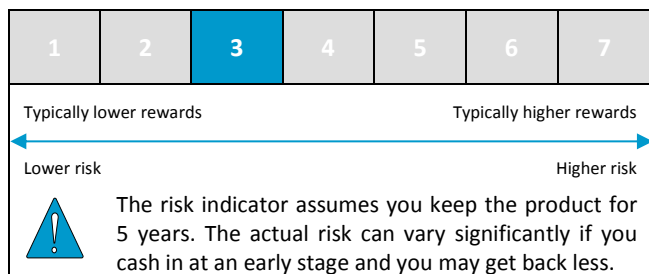 1 2 3 4 5 6 7
Typically lower rewards Typically higher rewards
Lower risk Higher risk
The risk indicator assumes you keep the product for
5 years. The actual risk can vary significantly if you
cash in at an early stage and you may get back less.